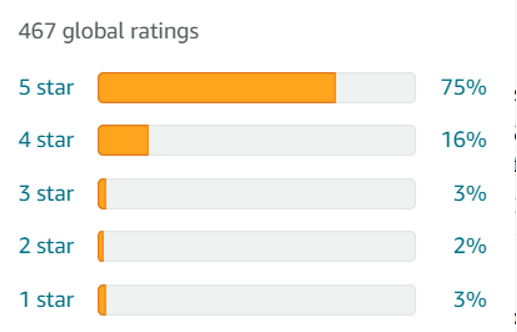 467 global ratings
5 star 75%
4 star 16%
3 star 3%
2 star 2%
1 star 3%